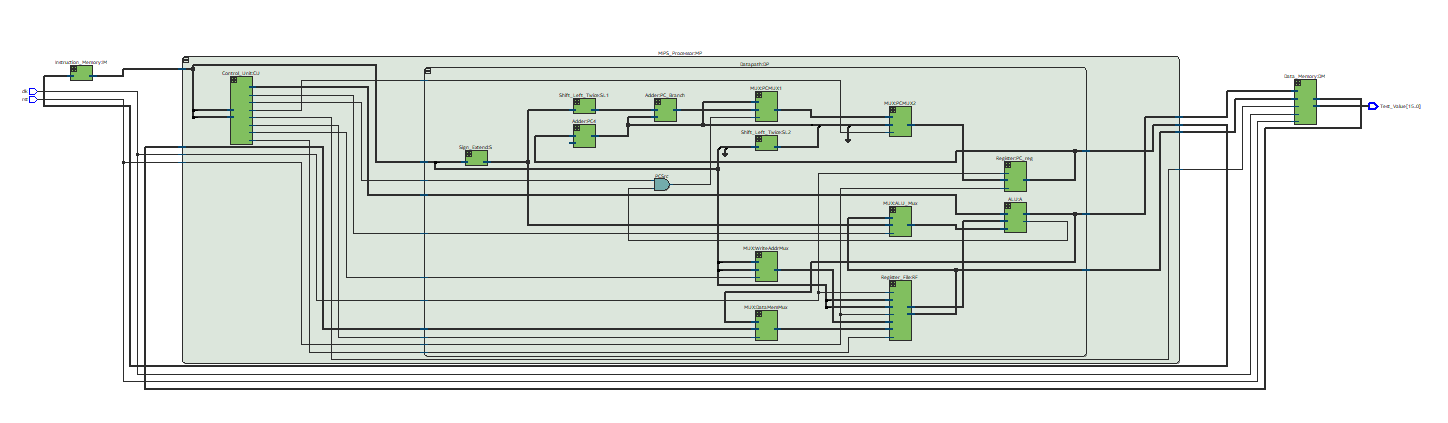 MIPS_Processor:MP
Instruction_Memory:IM
Datapath:DP
Control_Unit:CU
Data_Memory:DM
clk
rst
Shift_Left_Twice:SL1
Adder:PC_Branch
MUX:PCMUX1
MUX:PCMUX2
Test_Value[15..0]
Adder:PC4
Shift_Left_Twice:SL2
Sign_Extend:S
Register:PC_reg
PCSrc
ALU:A
MUX:ALU_Mux
MUX:WriteAddrMux
Register_File:RF
MUX:DataMemMux